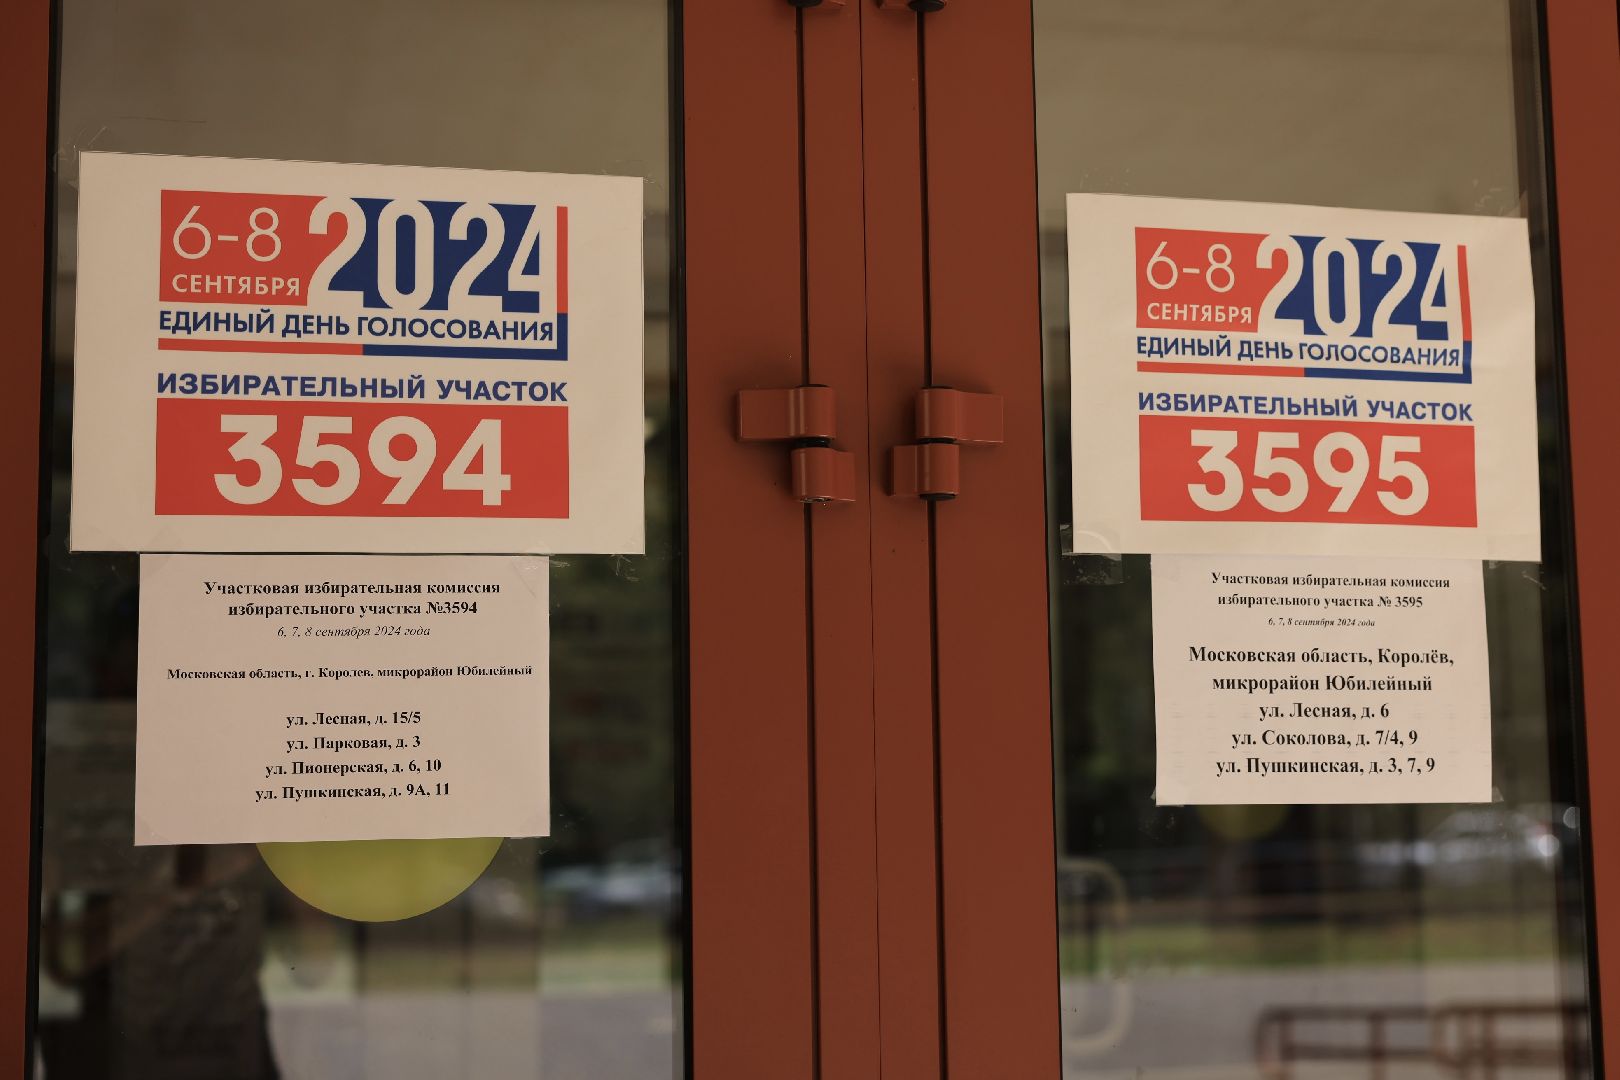 6-8
СЕНТЯБРЯ
2024
ЕДИНЫЙ ДЕНЬ ГОЛОСОВАНИЯ
ИЗБИРАТЕЛЬНЫЙ УЧАСТОК
3594
Участковая избирательная комиссия
избирательного участка №3594
6, 7, 8 сентября 2024 года
Московская область, г. Королев, микрорайон Юбилейный
ул. Лесная, д. 15/5
ул. Парковая, д. 3
ул. Пионерская, д. 6, 10
ул. Пушкинская, д. 9А, 11
6-8
СЕНТЯБРЯ
2024
ЕДИНЫЙ ДЕНЬ ГОЛОСОВАНИЯ
ИЗБИРАТЕЛЬНЫЙ УЧАСТОК
3595
Участковая избирательная комиссия
избирательного участка № 3595
6, 7, 8 сентября 2024 года
Московская область, Королёв,
микрорайон Юбилейный
ул. Лесная, д. 6
ул. Соколова, д. 7/4, 9
ул. Пушкинская, д. 3, 7, 9